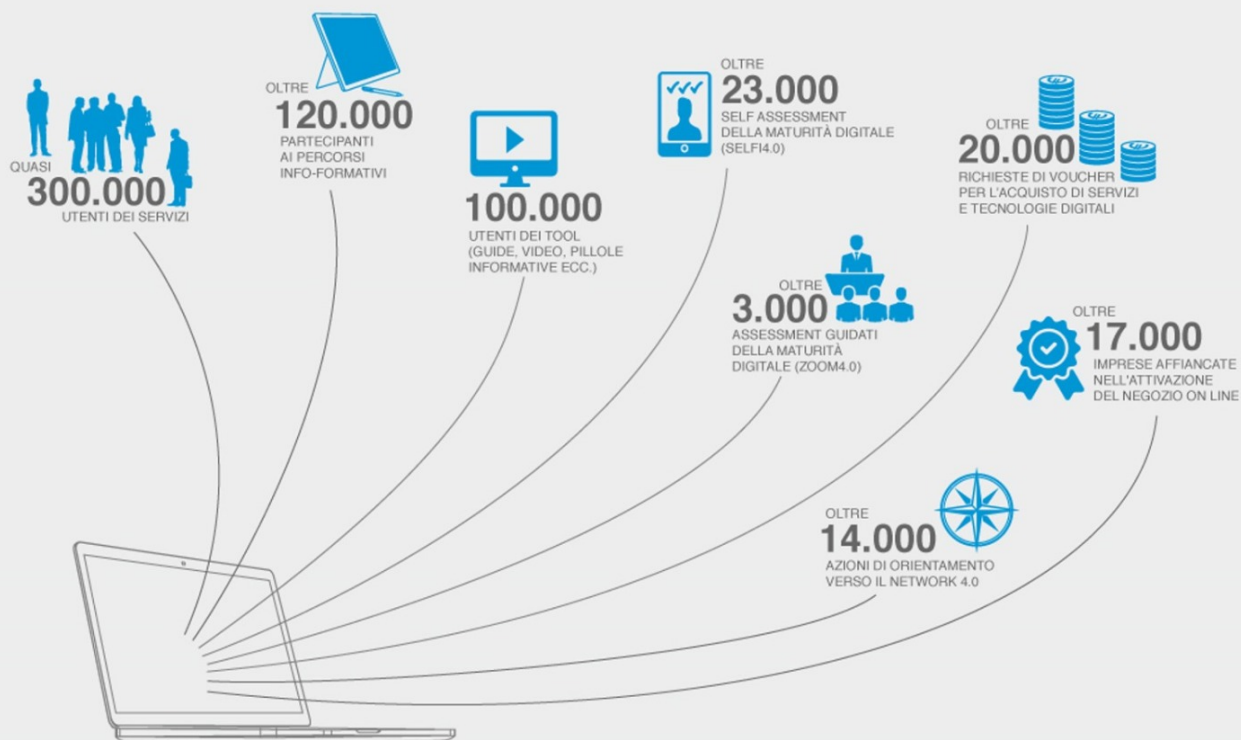 QUASI
300.000
UTENTI DEI SERVIZI
OLTRE
120.000
PARTECIPANTI
AI PERCORSI
INFO-FORMATIVI
100.000
UTENTI DEI TOOL
(GUIDE, VIDEO, PILLOLE
INFORMATIVE ECC.)
OLTRE
23.000
SELF ASSESSMENT
DELLA MATURITÀ DIGITALE
(SELFI4.0)
OLTRE
3.000
ASSESSMENT GUIDATI
DELLA MATURITÀ
DIGITALE (ZOOM4.0)
OLTRE
20.000
RICHIESTE DI VOUCHER
PER L'ACQUISTO DI SERVIZI
E TECNOLOGIE DIGITALI
OLTRE
17.000
IMPRESE AFFIANCATE
NELL'ATTIVAZIONE
DEL NEGOZIO ON LINE
OLTRE
14.000
AZIONI DI ORIENTAMENTO
VERSO IL NETWORK 4.0